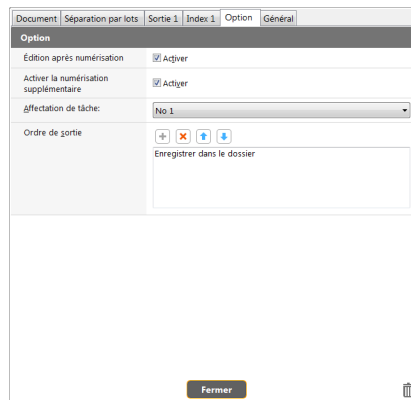 Document Séparation par lots Sortie 1 Index 1 Option Général
Option
Édition après numérisation Activer
Activer la numérisation
supplémentaire Activer
Affectation de tâche: No 1
Ordre de sortie
Enregistrer dans le dossier
Fermer